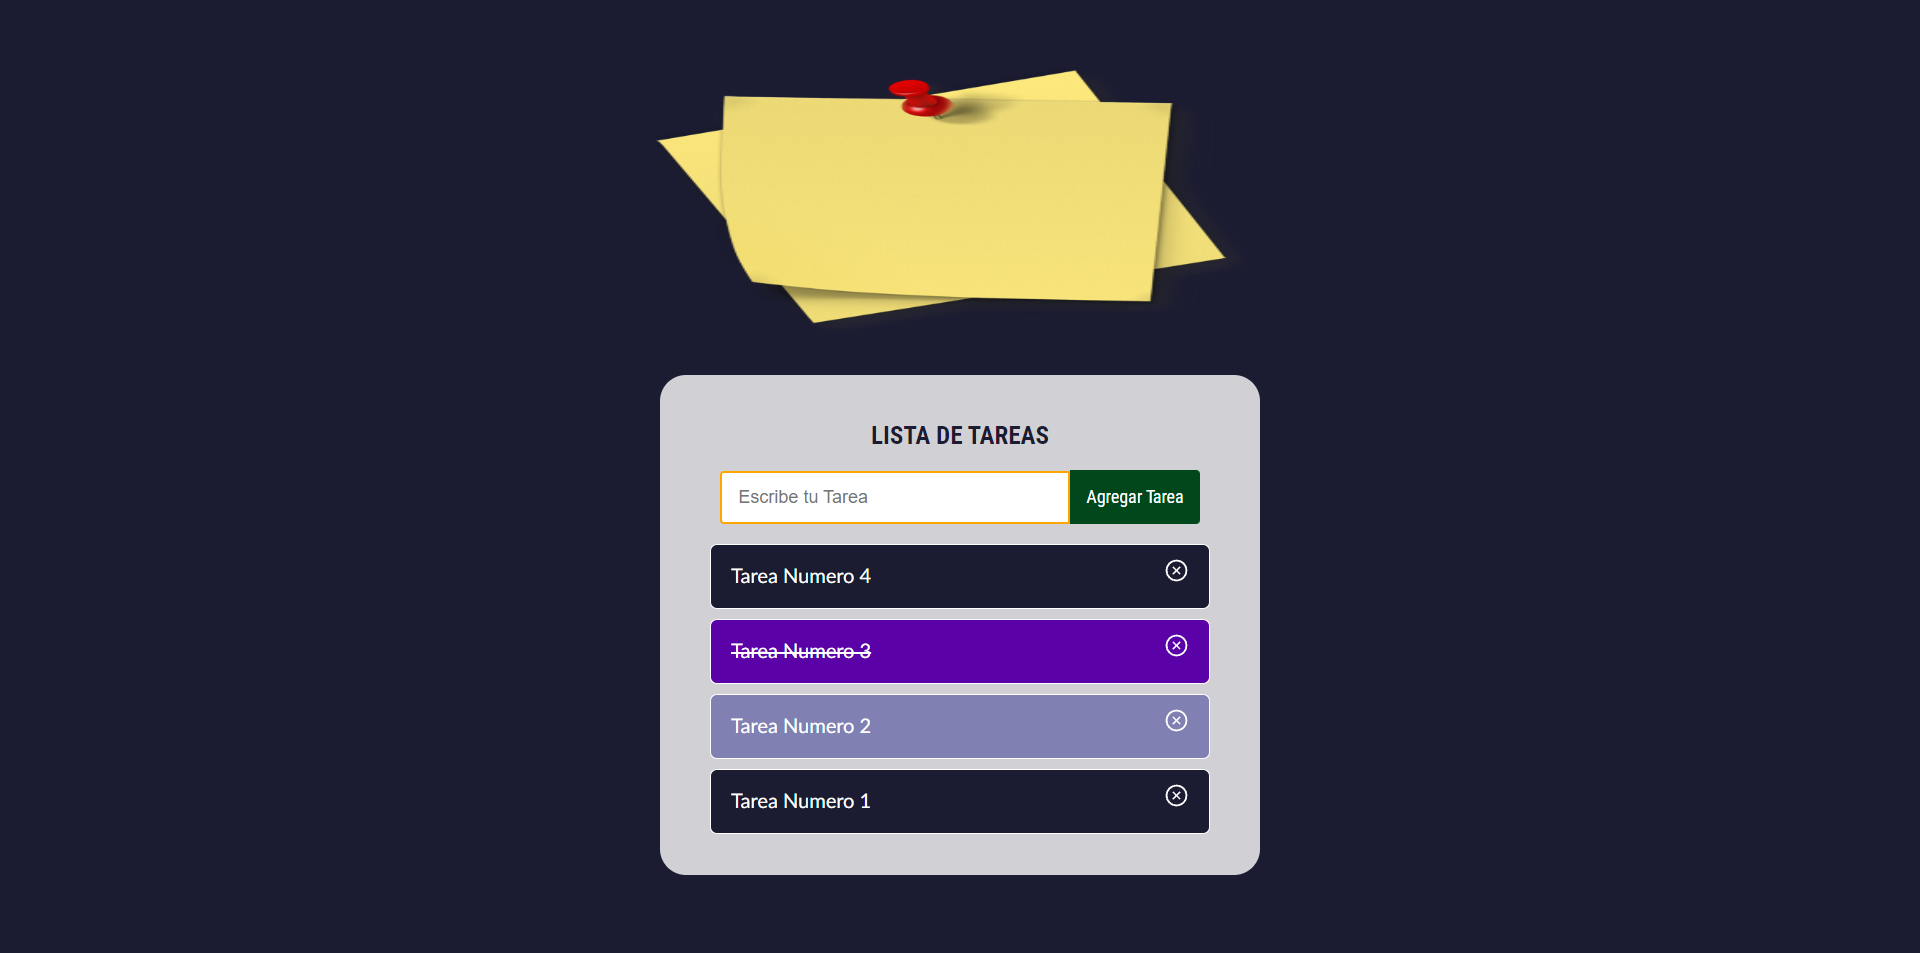 LISTA DE TAREAS
Escribe tu Tarea
Agregar Tarea
Tarea Numero 4
Tarea Numero 3
Tarea Numero 2
Tarea Numero 1